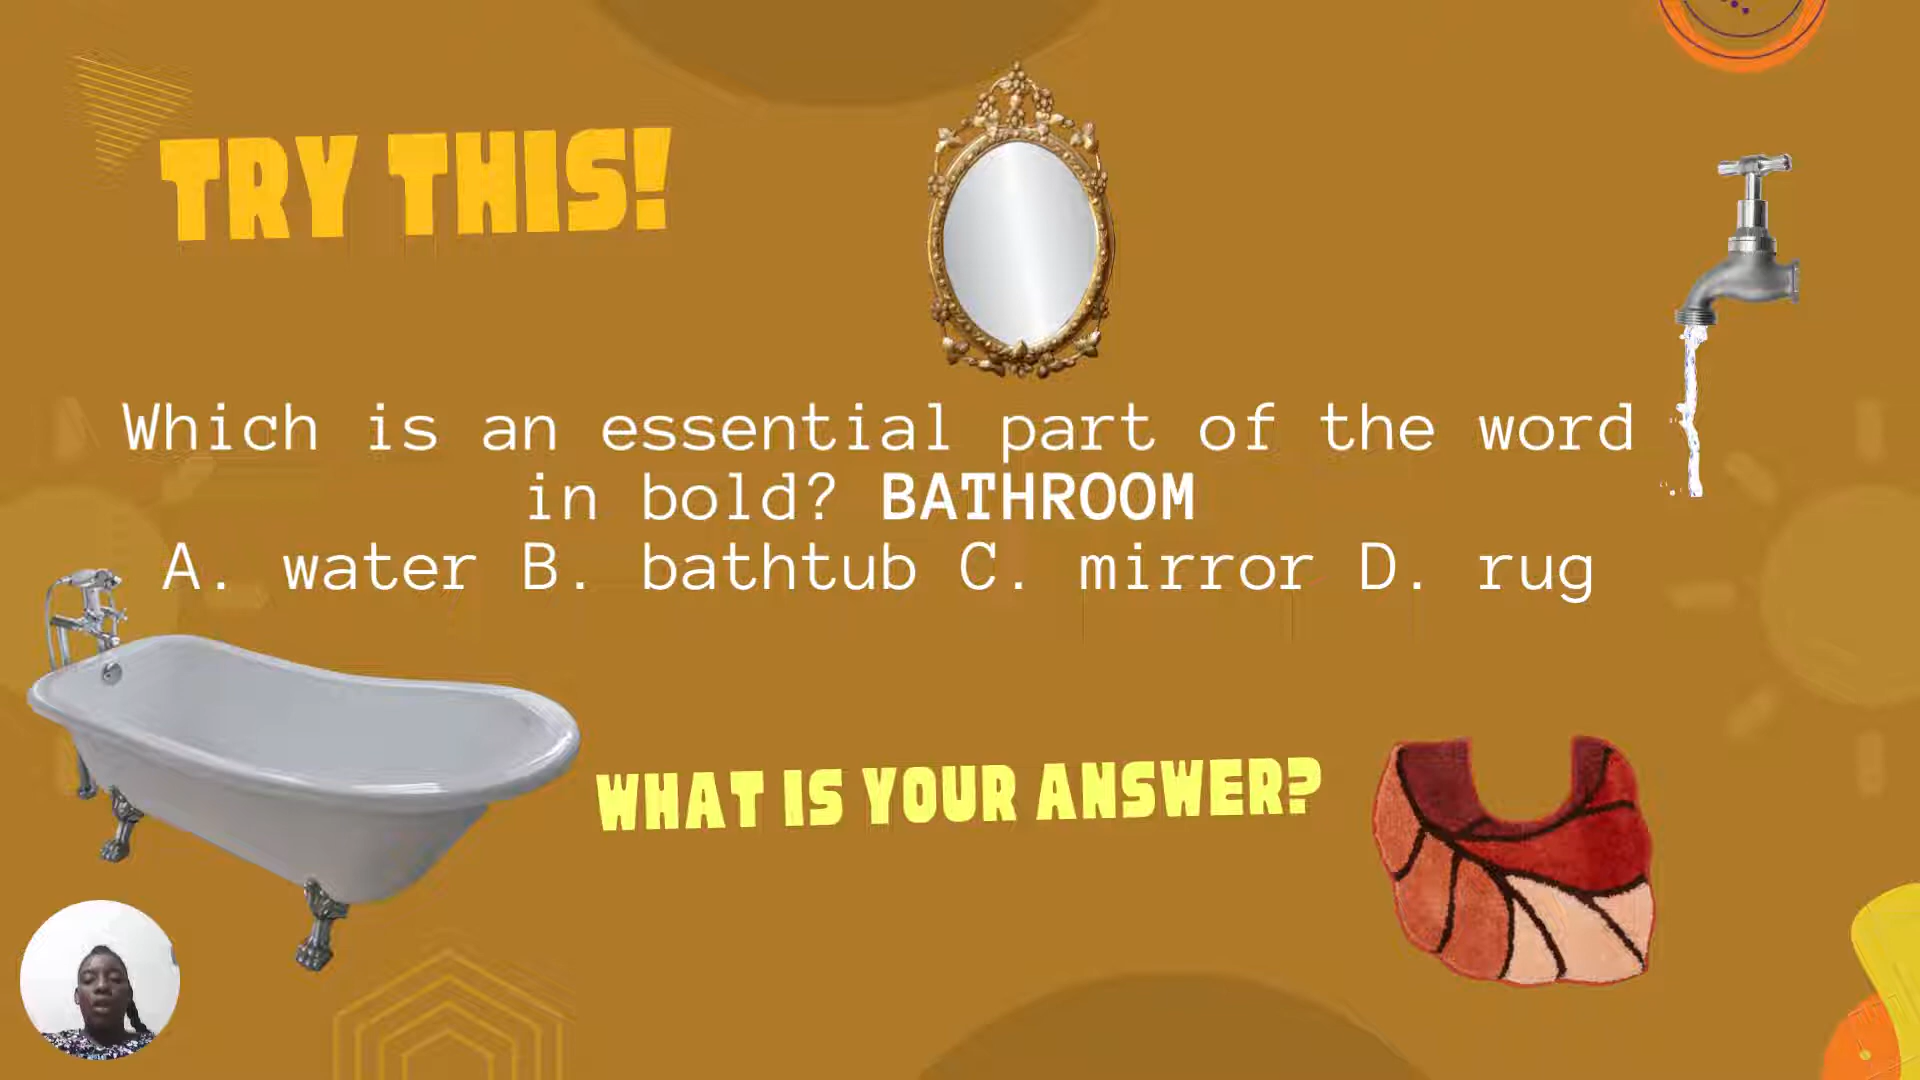 TRY THIS!
Which is an essential part of the word
in bold? BATHROOM
A. water B. bathtub C. mirror D. rug
WHAT IS YOUR ANSWER?